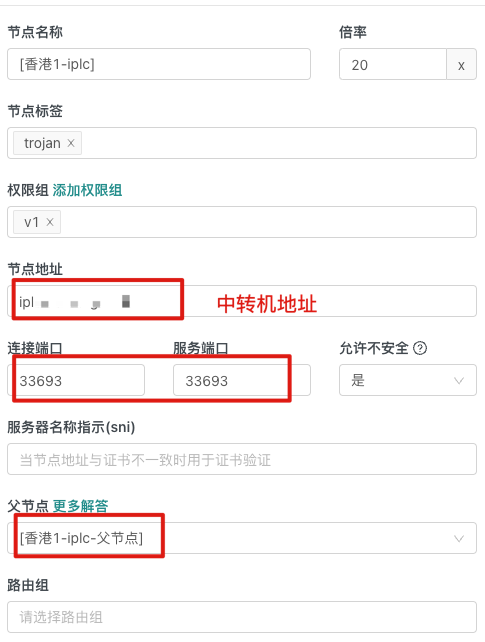 节点名称 倍率
[香港1-iplc] 20 x
节点标签
trojan ×
权限组 添加权限组
v1 ×
节点地址
ipl
中转机地址
连接端口 服务端口 允许不安全 ?
33693 33693 是
服务器名称指示(sni)
当节点地址与证书不一致时用于证书验证
父节点 更多解答
[香港1-iplc-父节点]
路由组
请选择路由组